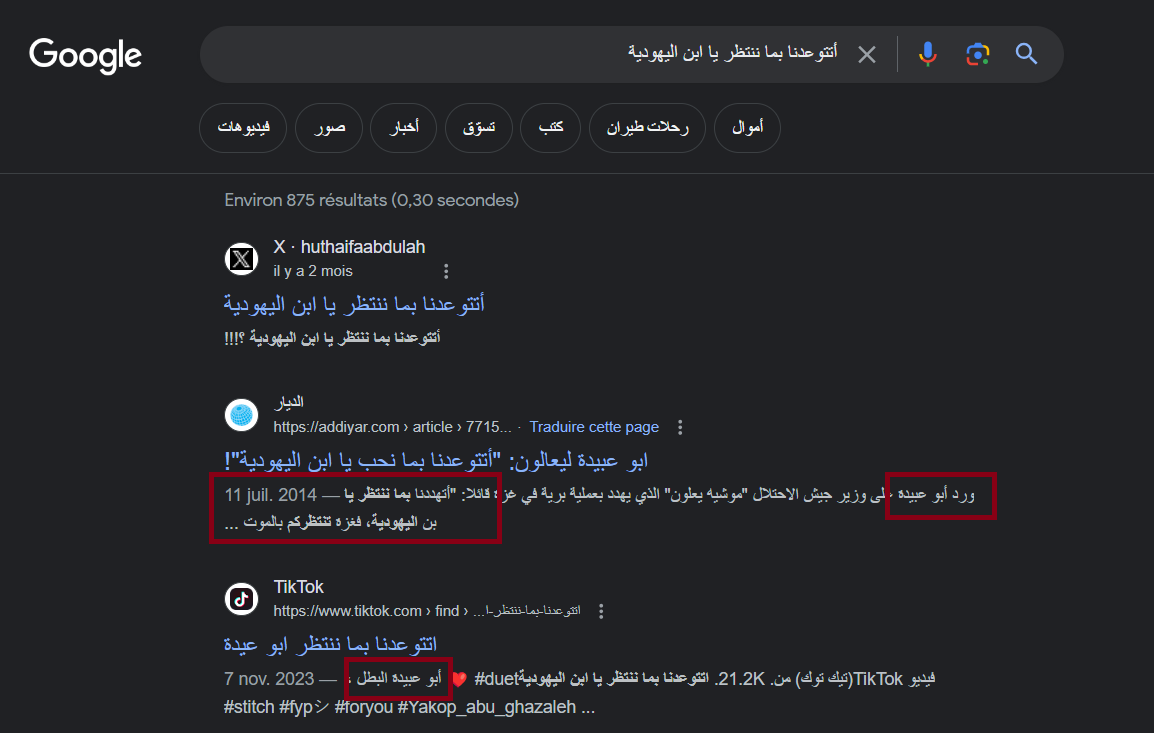 Google
أتتوعدنا بما ننتظر يا ابن اليهودية
أموال
رحلات طيران
كتب
تسوّق
أخبار
صور
فيديوهات
Environ 875 résultats (0,30 secondes)
X · huthaifaabdulah
il y a 2 mois
أتتوعدنا بما ننتظر يا ابن اليهودية
أتتوعدنا بما ننتظر يا ابن اليهودية ؟!!!
الديار
https://addiyar.com › article › 7715... · Traduire cette page
ابو عبيدة ليعالون: "أتتوعدنا بما نحب يا ابن اليهودية"!
11 juil. 2014 — ورد أبو عبيدة على وزير جيش الاحتلال "موشيه يعلون" الذي يهدد بعملية برية في غزة قائلا: "أتهددنا بما ننتظر يا
بن اليهودية، فغزة تنتظركم بالموت ...
TikTok
https://www.tiktok.com › find › ...اتتوعدنا-بما-ننتظر-ا
اتتوعدنا بما ننتظر ابو عيدة
7 nov. 2023 — فيديو TikTok(تيك توك) من 21.2K. اتتوعدنا بما ننتظر يا ابن اليهودية#duet ❤️ أبو عبيدة البطل ،
#stitch #fypシ #foryou #Yakop_abu_ghazaleh ...